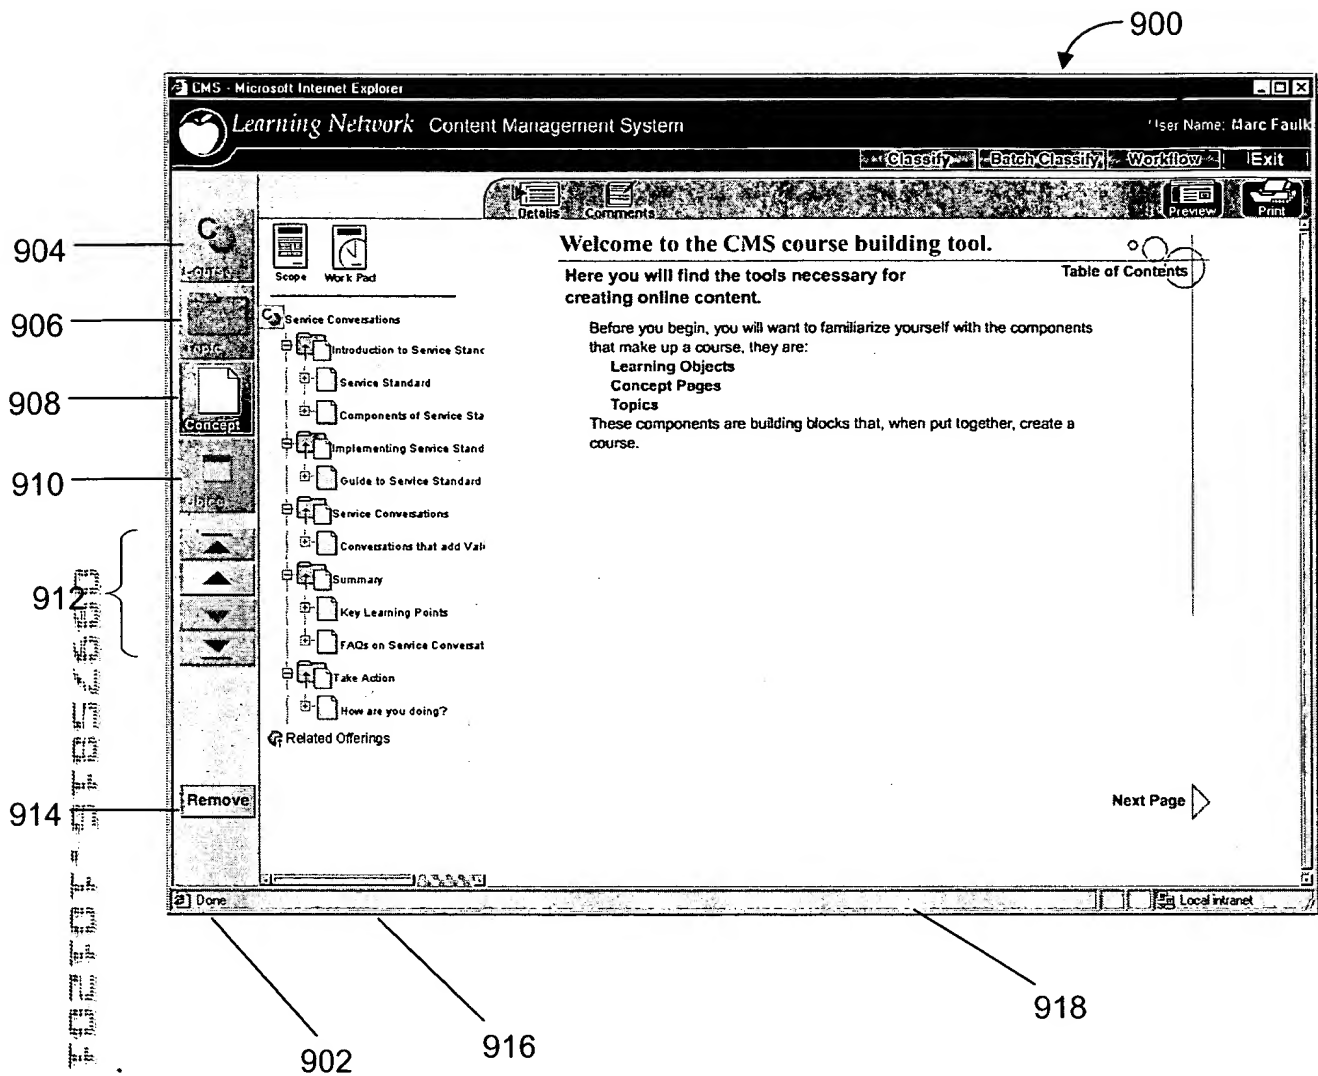 900
CMS - Microsoft Internet Explorer
Learning Network Content Management System
User Name: Marc Faulk
Classify
Batch Classify
Workflow
Exit
Details
Comments
Preview
Print
904
906
908
Concept
910
912
914
Remove
Scope
Work Pad
Service Conversations
Introduction to Service Stanc
Service Standard
Components of Service Sta
Implementing Service Stand
Guide to Service Standard
Service Conversations
Conversations that add Val
Summary
Key Learning Points
FAQs on Service Conversat
Take Action
How are you doing?
Related Offerings
Welcome to the CMS course building tool.
Table of Contents
Here you will find the tools necessary for
creating online content.
Before you begin, you will want to familiarize yourself with the components
that make up a course, they are:
Learning Objects
Concept Pages
Topics
These components are building blocks that, when put together, create a
course.
Next Page
Done
Local intranet
902
916
918